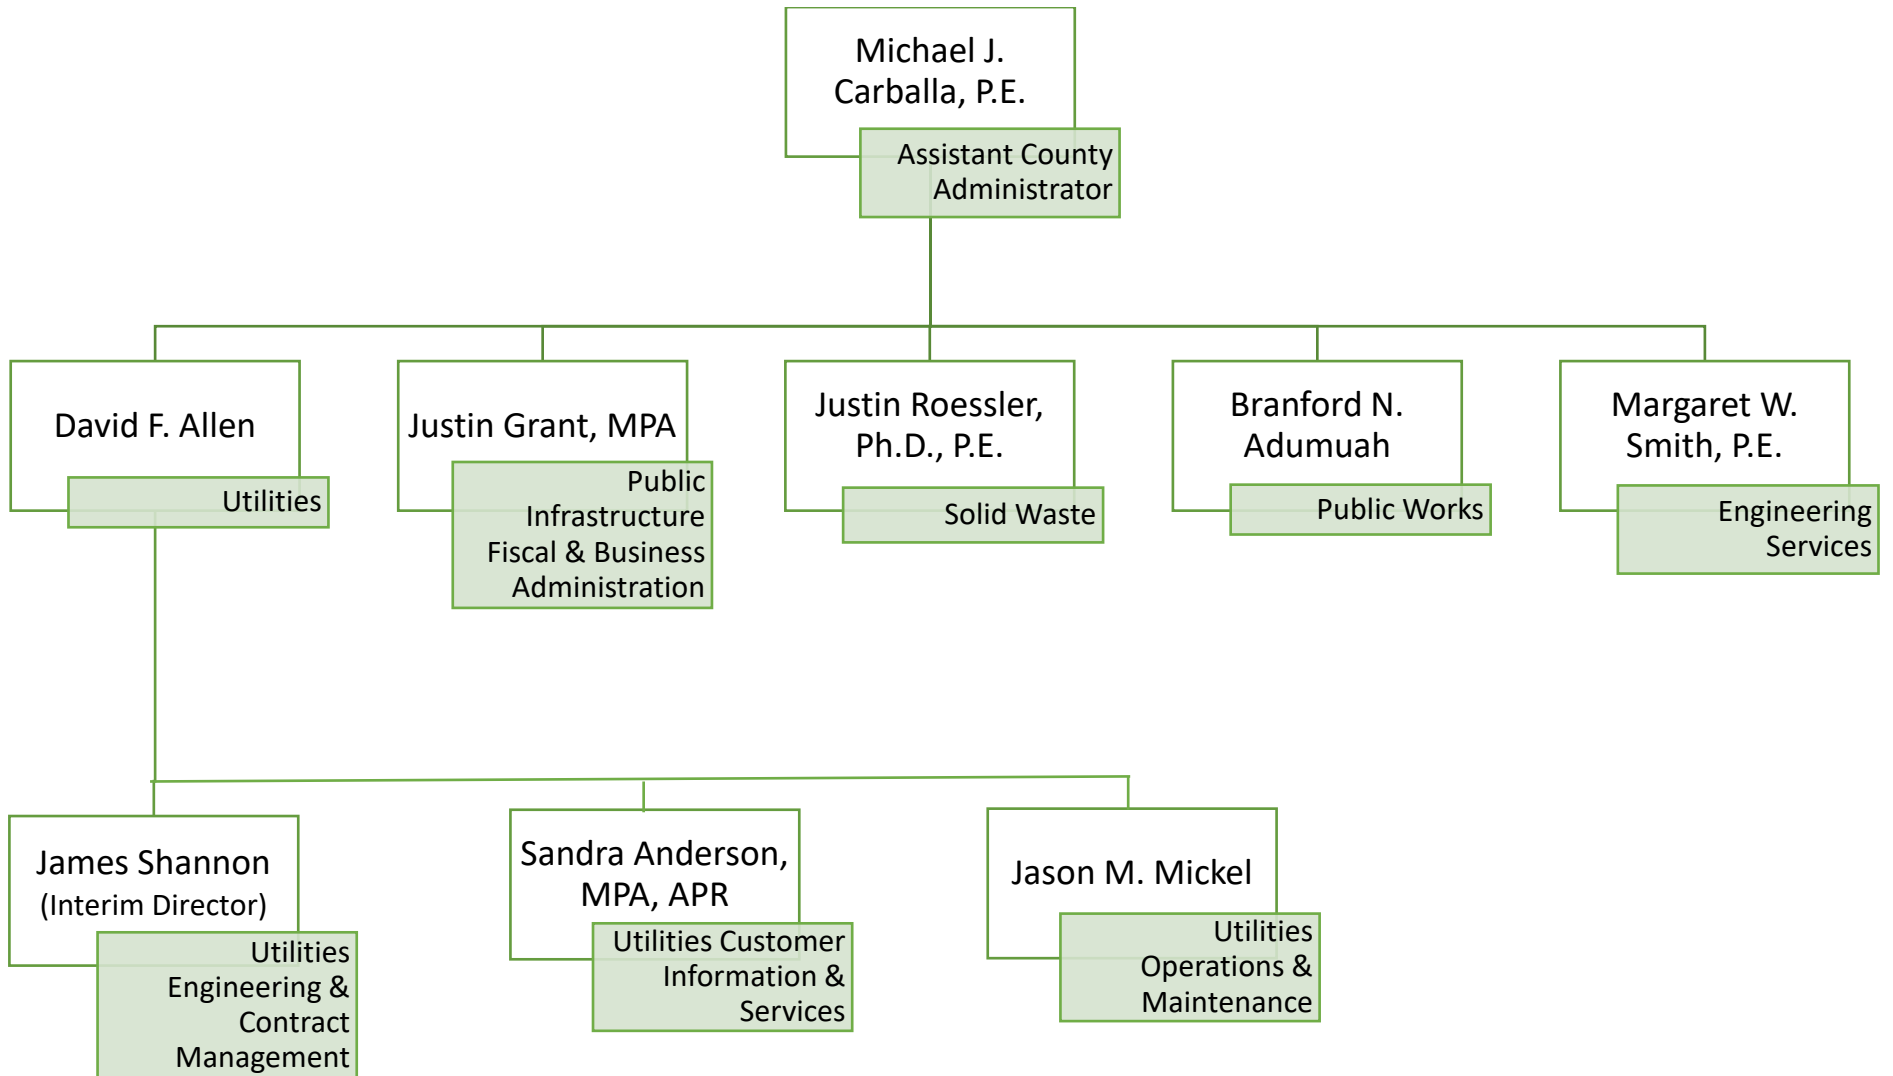 Michael J.
Carballa, P.E.
Assistant County
Administrator
David F. Allen
Utilities
Justin Grant, MPA
Public
Infrastructure
Fiscal & Business
Administration
Justin Roessler,
Ph.D., P.E.
Solid Waste
Branford N.
Adumuah
Public Works
Margaret W.
Smith, P.E.
Engineering
Services
James Shannon
(Interim Director)
Utilities
Engineering &
Contract
Management
Sandra Anderson,
MPA, APR
Utilities Customer
Information &
Services
Jason M. Mickel
Utilities
Operations &
Maintenance